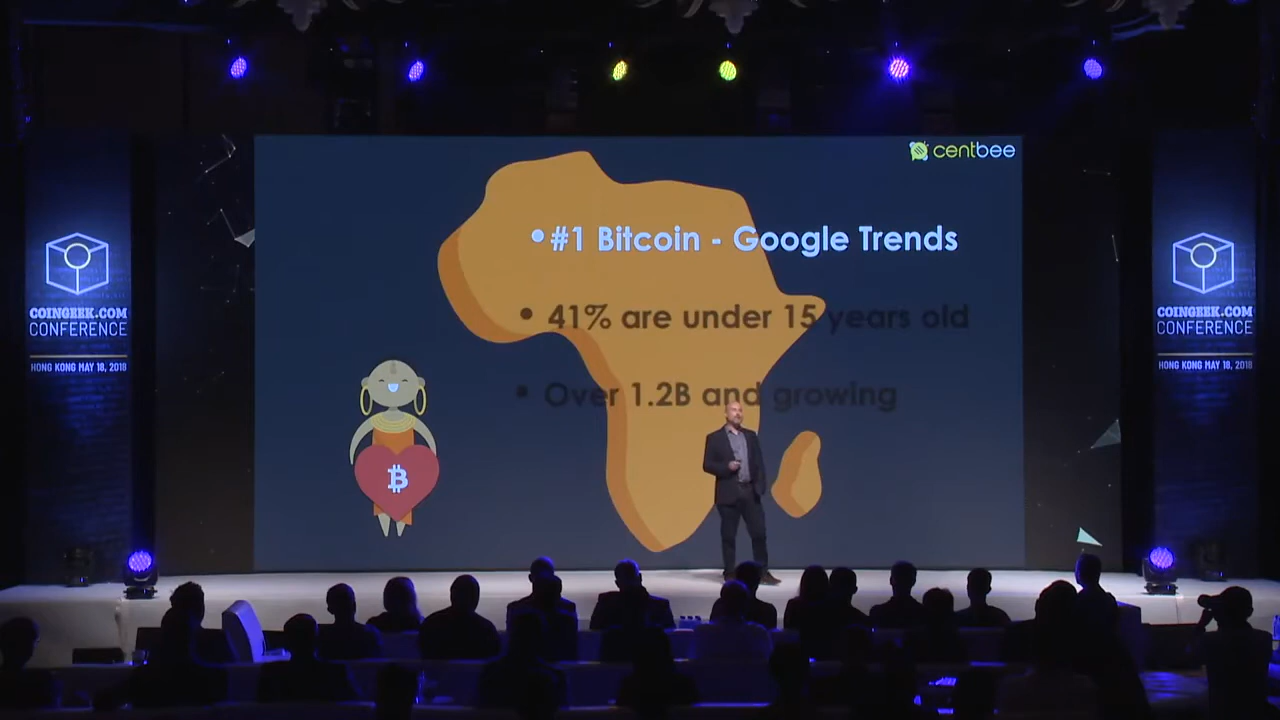 centbee
•#1 Bitcoin - Google Trends
• 41% are under 15 years old
• Over 1.2B and growing
₿
COINGEEK.COM
CONFERENCE
HONG KONG MAY 18, 2018
COINGEEK.COM
CONFERENCE
HONG KONG MAY 18, 2018